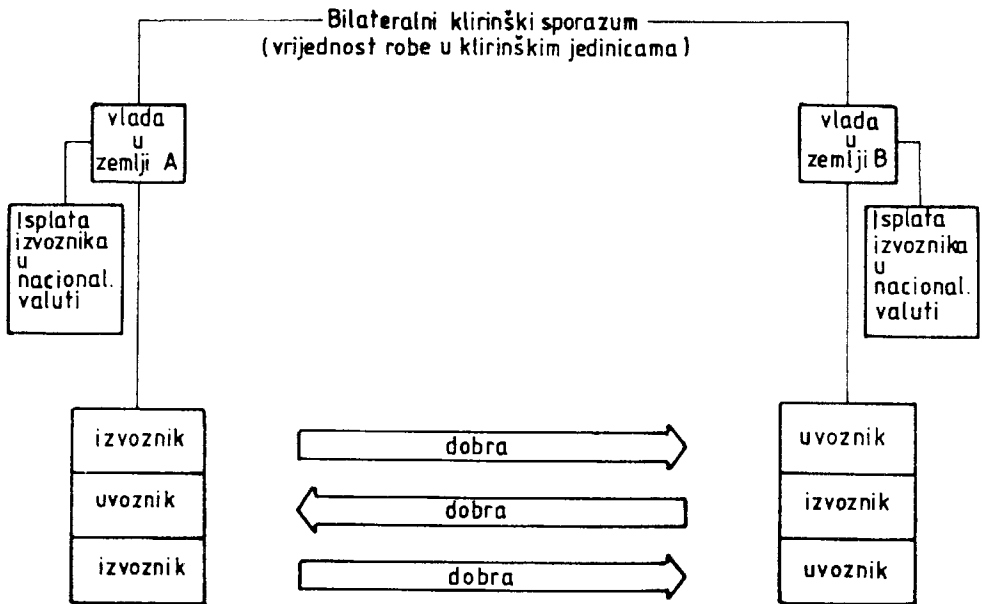 Bilateralni klirinški sporazum
(vrijednost robe u klirinškim jedinicama)
vlada
u
zemlji A
vlada
u
zemlji B
Isplata
izvoznika
u
nacional.
valuti
Isplata
izvoznika
u
nacional.
valuti
izvoznik
dobra
uvoznik
uvoznik
dobra
izvoznik
izvoznik
dobra
uvoznik